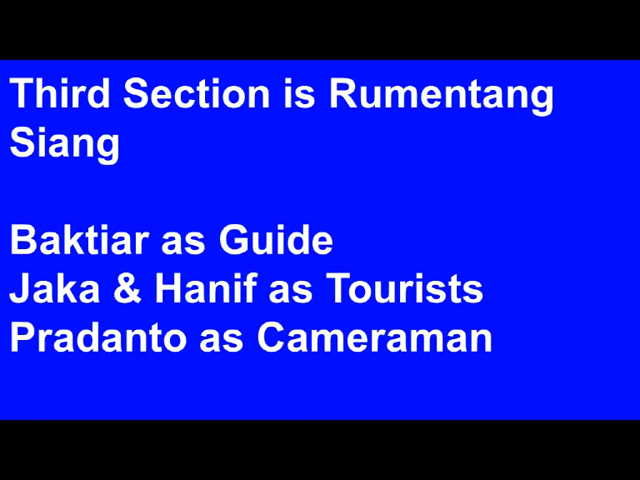 Third Section is Rumentang
Siang
Baktiar as Guide
Jaka & Hanif as Tourists
Pradanto as Cameraman